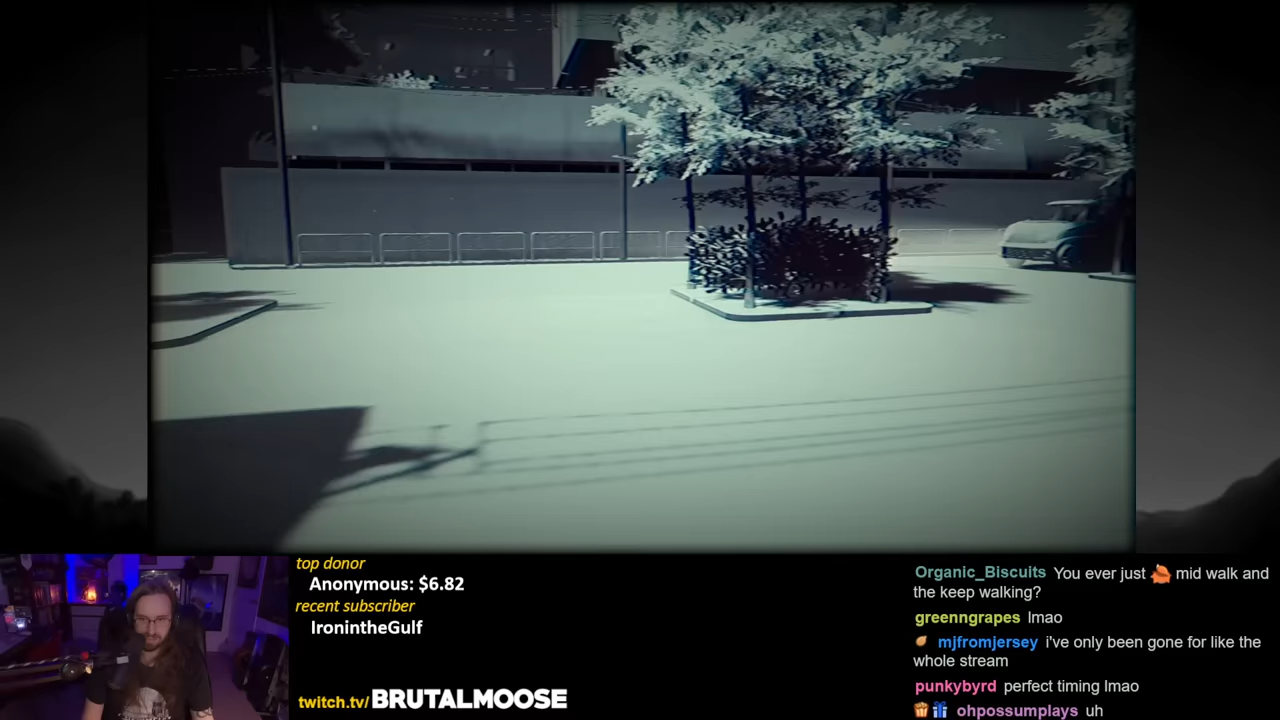 top donor
Anonymous: $6.82
recent subscriber
IronintheGulf
twitch.tv/BRUTALMOOSE
Organic_Biscuits You ever just mid walk and
the keep walking?
greenngrapes lmao
mjfromjersey i've only been gone for like the
whole stream
punkybyrd perfect timing lmao
ohpossumplays uh